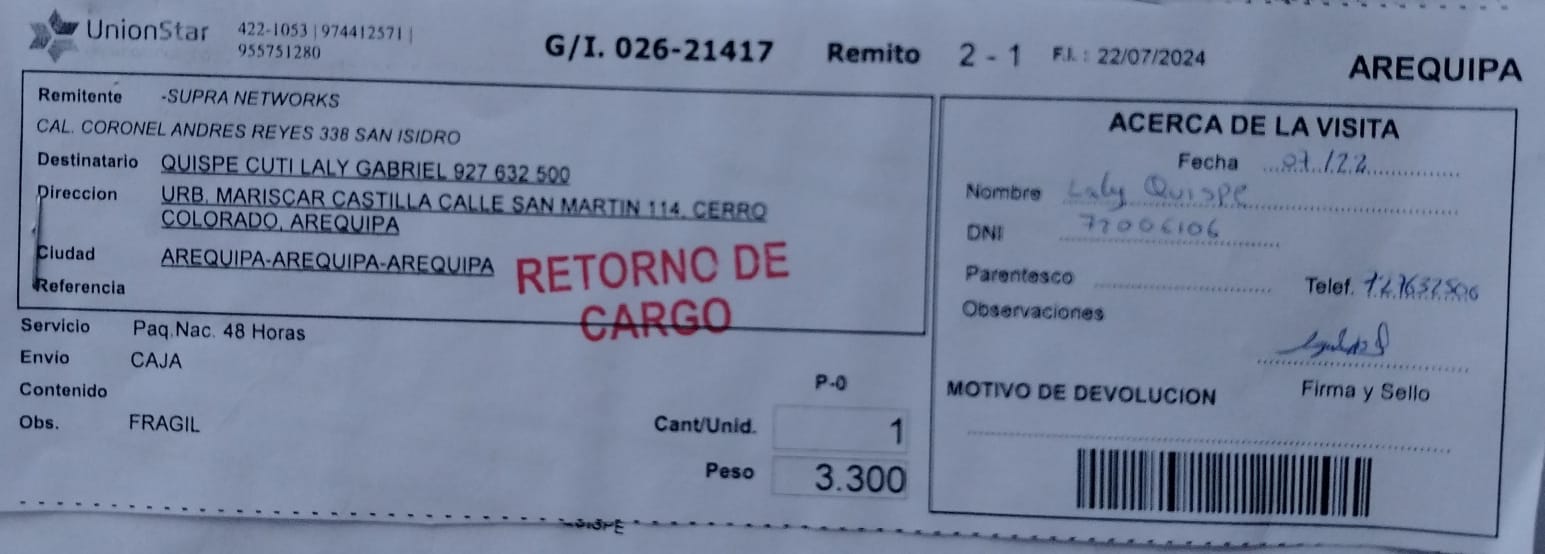 UnionStar 422-1053 | 974412571 |
955751280
G/I. 026-21417 Remito 2 - 1 F.I. : 22/07/2024 AREQUIPA
Remitente -SUPRA NETWORKS
CAL. CORONEL ANDRES REYES 338 SAN ISIDRO
Destinatario QUISPE CUTI LALY GABRIEL 927 632 500
Direccion URB. MARISCAR CASTILLA CALLE SAN MARTIN 114. CERRO
COLORADO, AREQUIPA
Ciudad AREQUIPA-AREQUIPA-AREQUIPA
Referencia
RETORNO DE
CARGO
Servicio Paq.Nac. 48 Horas
Envio CAJA
Contenido
Obs. FRAGIL
P-0
Cant/Unid. 1
Peso 3.300
ACERCA DE LA VISITA
Fecha 07/22
Nombre Laly Quispe
DNI
Parentesco Telef.
Observaciones
MOTIVO DE DEVOLUCION Firma y Sello